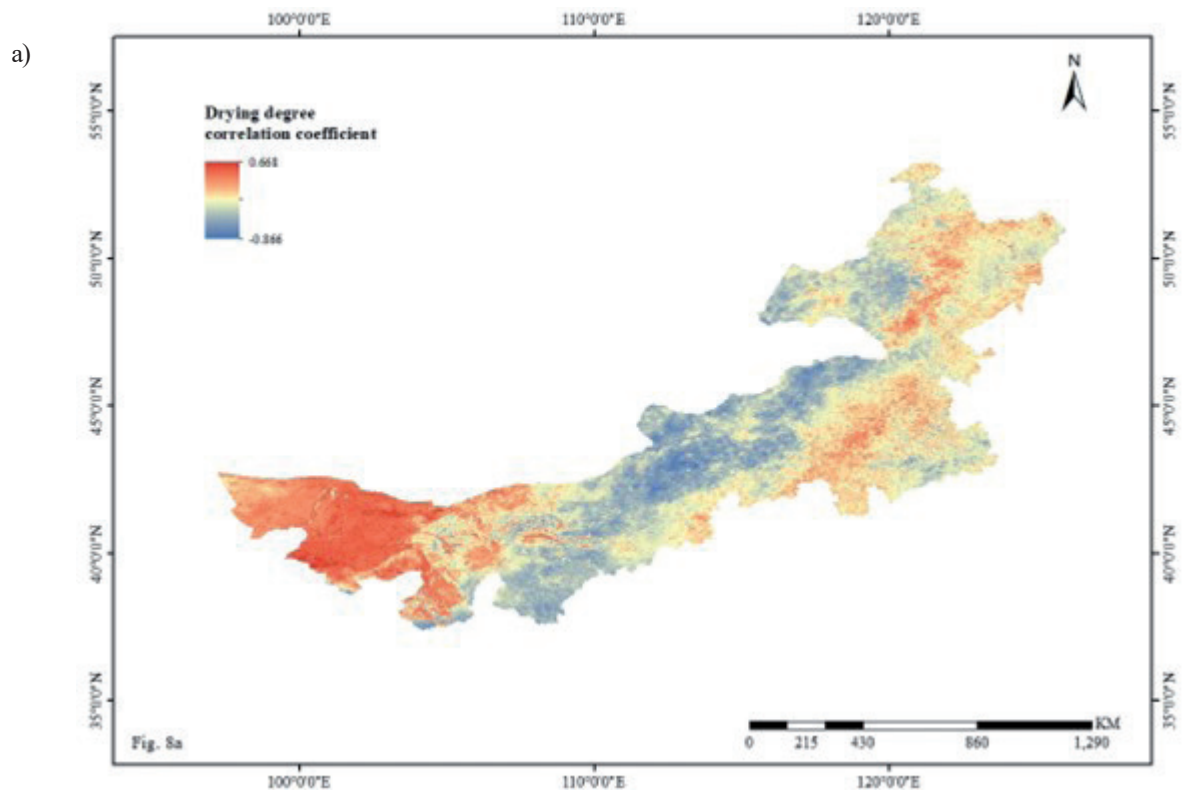 100°0'0"E 110°0'0"E 120°0'0"E
a)
N
55°0'0"N 55°0'0"N
Drying degree
correlation coefficient
0.668
-0.866
50°0'0"N 50°0'0"N
45°0'0"N 45°0'0"N
40°0'0"N 40°0'0"N
35°0'0"N 35°0'0"N
KM
Fig. 8a
0 215 430 860 1,290
100°0'0"E 110°0'0"E 120°0'0"E